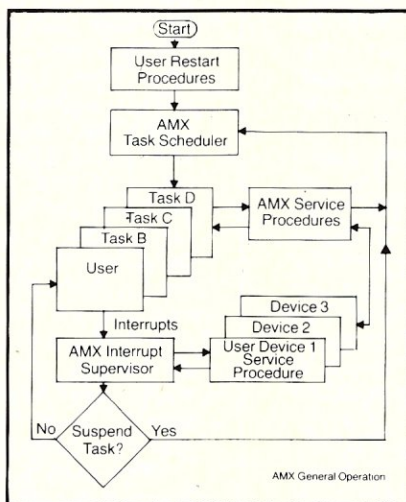 Start
User Restart
Procedures
AMX
Task Scheduler
Task D
Task C
Task B
User
AMX Service
Procedures
Interrupts
Device 3
Device 2
User Device 1
Service
Procedure
AMX Interrupt
Supervisor
No
Suspend
Task?
Yes
AMX General Operation